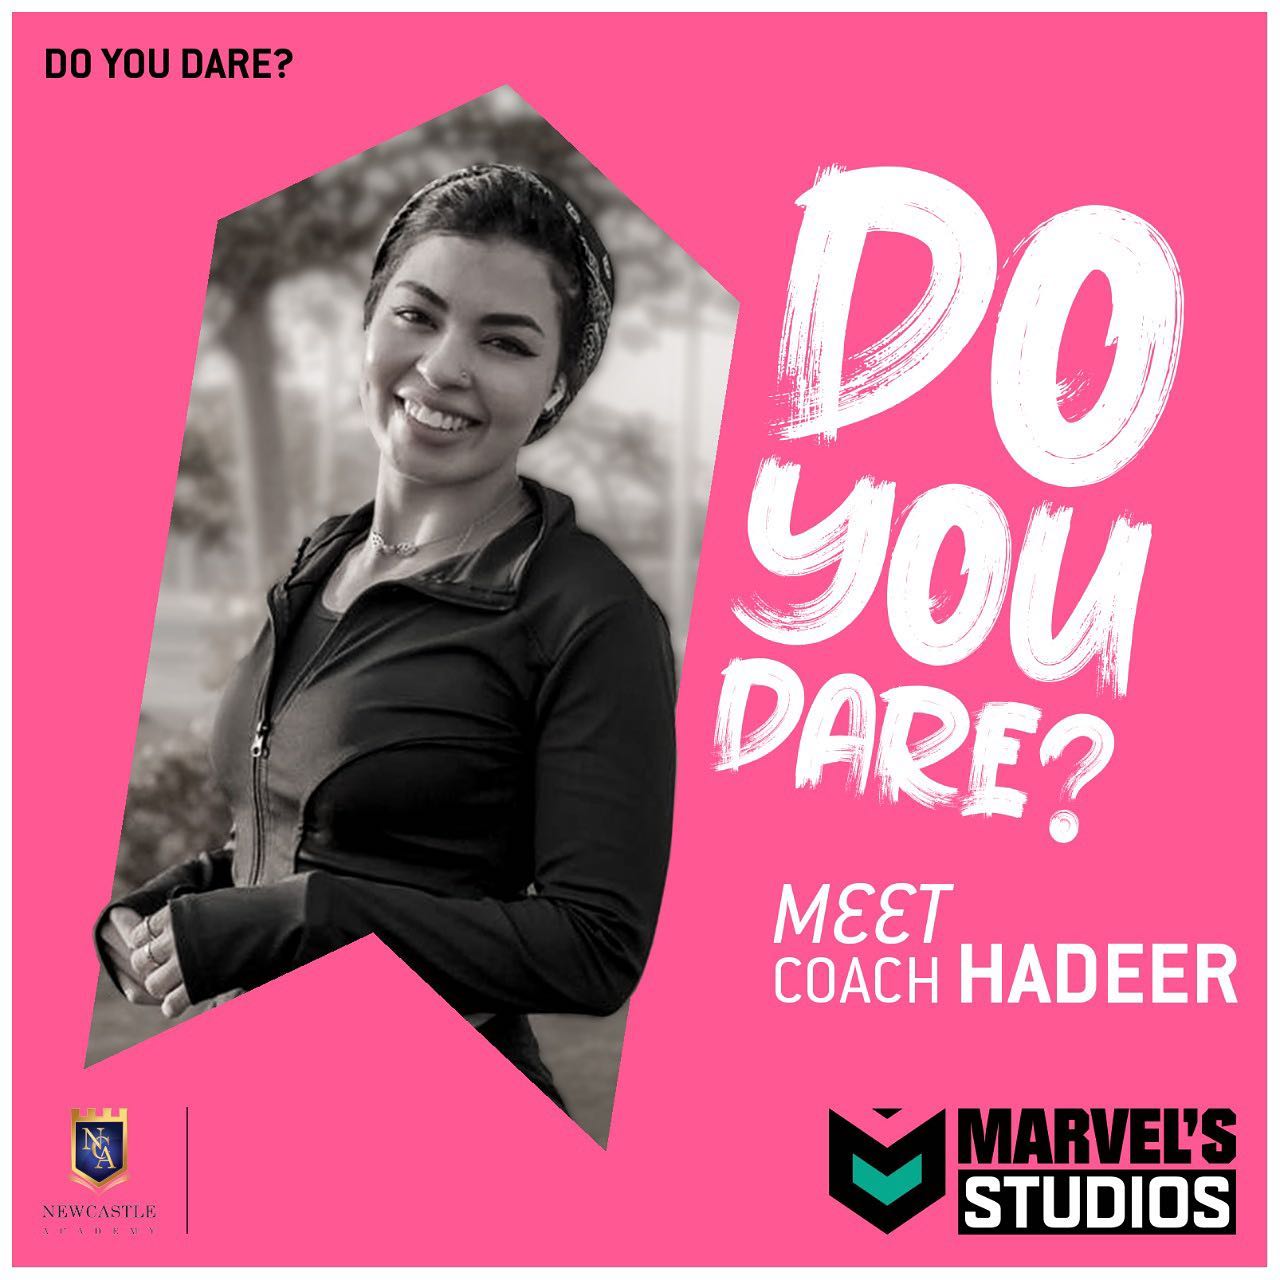 DO YOU DARE?
DO
YOU
DARE?
MEET
COACH HADEER
NCA
NEWCASTLE
ACADEMY
MARVEL'S
STUDIOS